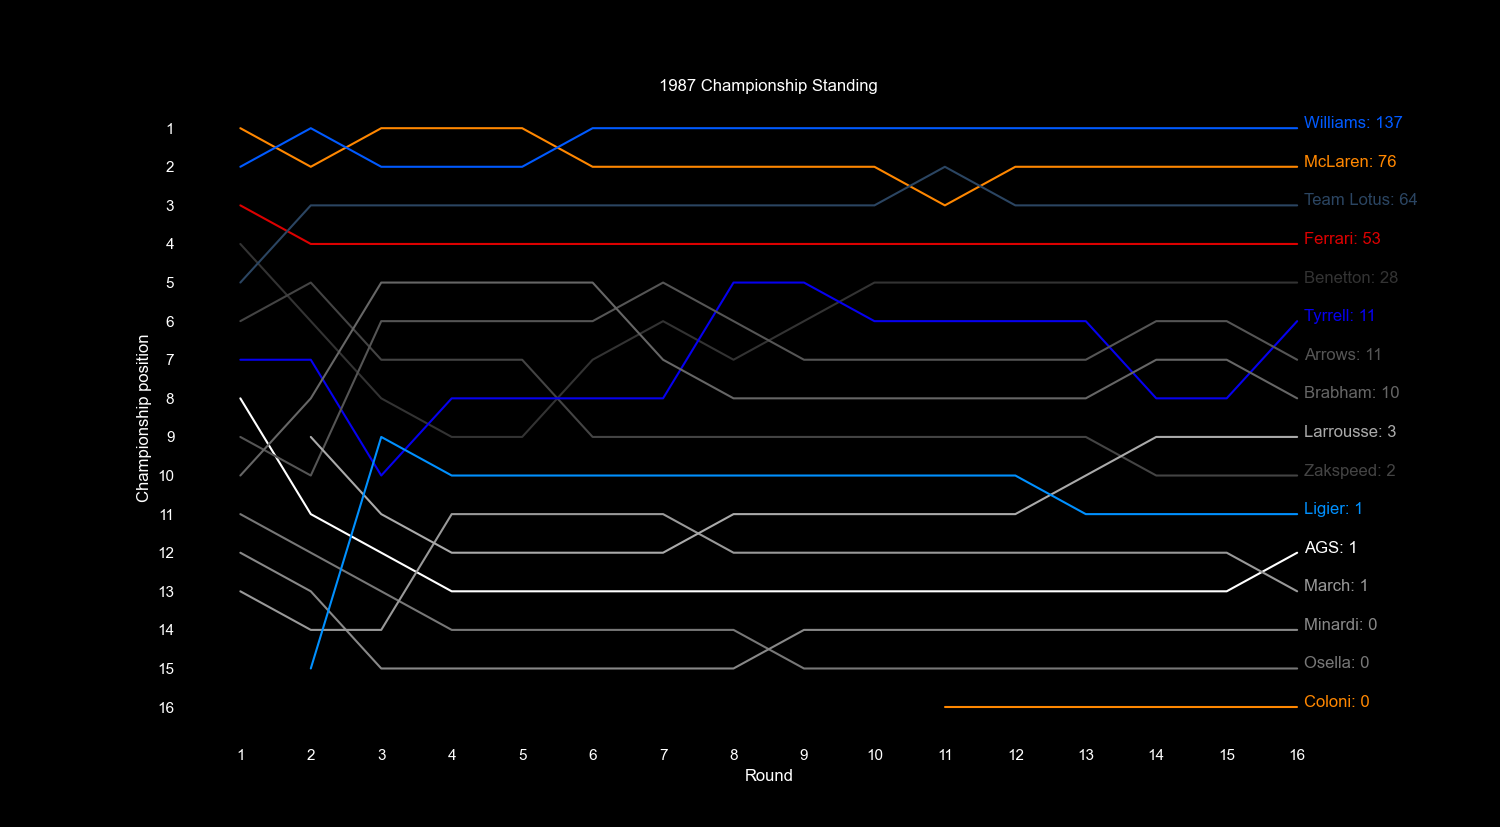 1987 Championship Standing
Championship position
1
2
3
4
5
6
7
8
9
10
11
12
13
14
15
16
Williams: 137
McLaren: 76
Team Lotus: 64
Ferrari: 53
Benetton: 28
Tyrrell: 11
Arrows: 11
Brabham: 10
Larrousse: 3
Zakspeed: 2
Ligier: 1
AGS: 1
March: 1
Minardi: 0
Osella: 0
Coloni: 0
1 2 3 4 5 6 7 8 9 10 11 12 13 14 15 16
Round